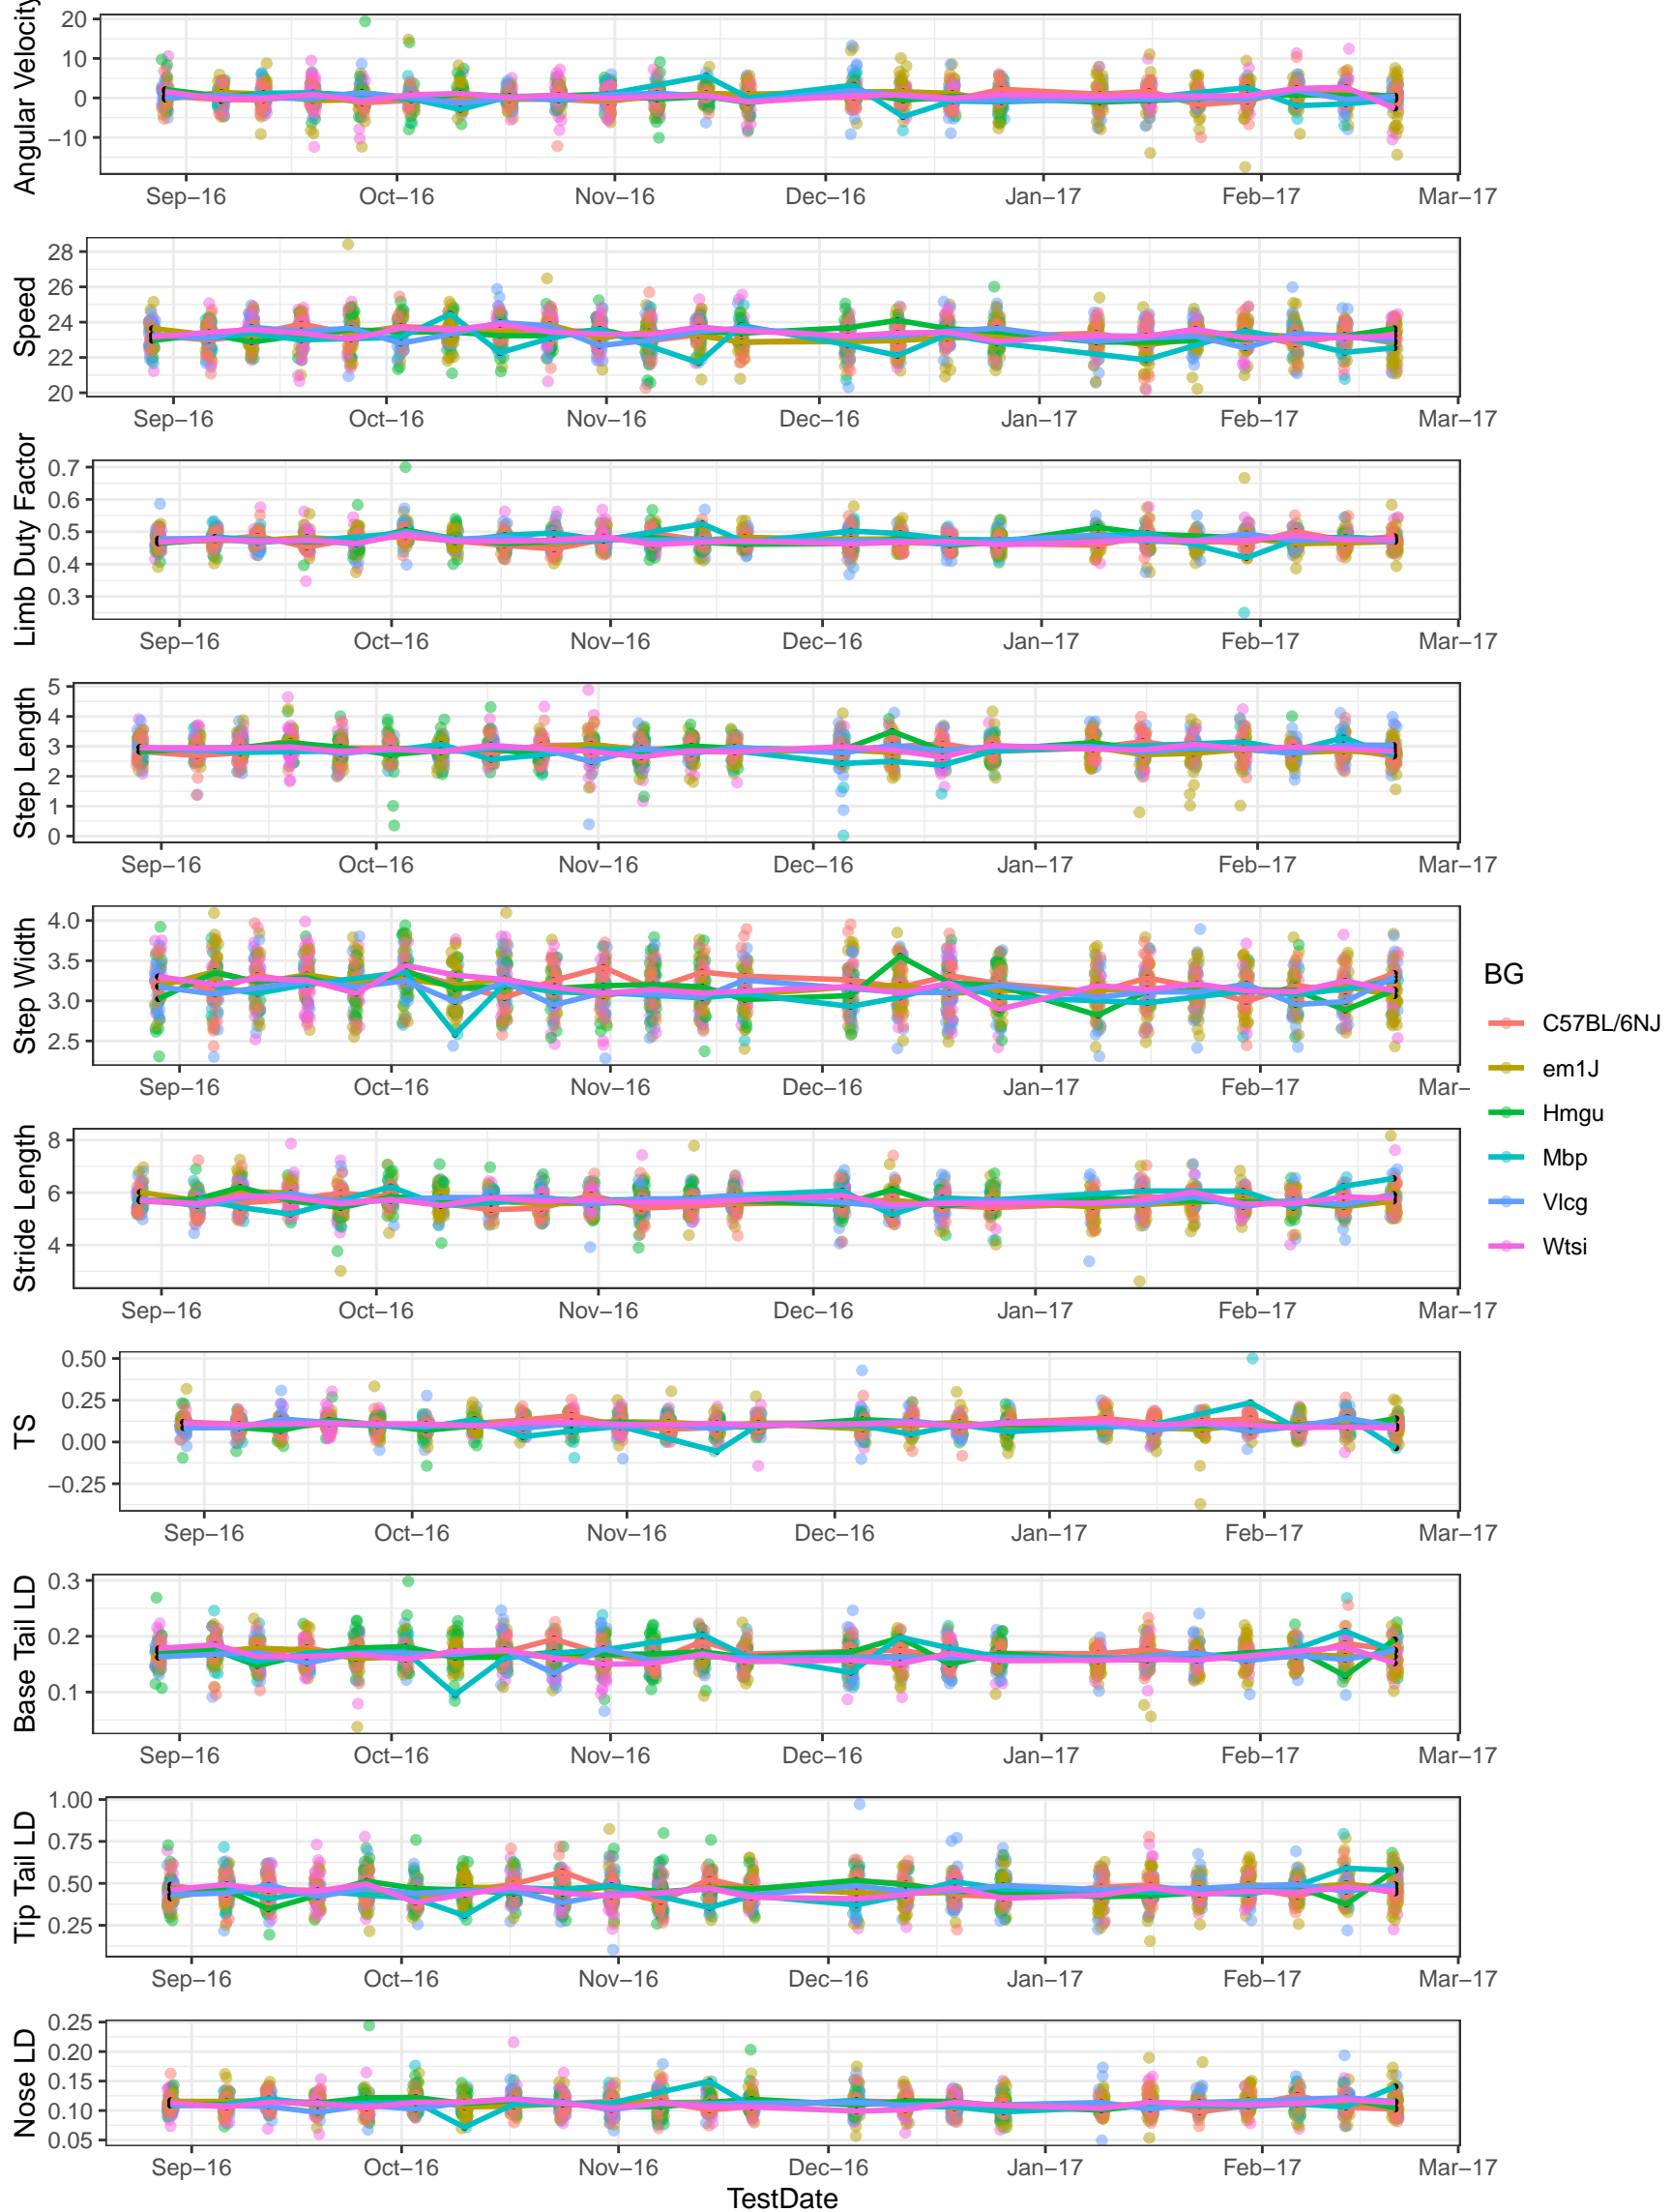 Angular Velocity
20
10
0
−10
Sep−16 Oct−16 Nov−16 Dec−16 Jan−17 Feb−17 Mar−17
Speed
28
26
24
22
20
Sep−16 Oct−16 Nov−16 Dec−16 Jan−17 Feb−17 Mar−17
Limb Duty Factor
0.7
0.6
0.5
0.4
0.3
Sep−16 Oct−16 Nov−16 Dec−16 Jan−17 Feb−17 Mar−17
Step Length
5
4
3
2
1
0
Sep−16 Oct−16 Nov−16 Dec−16 Jan−17 Feb−17 Mar−17
Step Width
4.0
3.5
3.0
2.5
Sep−16 Oct−16 Nov−16 Dec−16 Jan−17 Feb−17 Mar−
Stride Length
8
6
4
Sep−16 Oct−16 Nov−16 Dec−16 Jan−17 Feb−17 Mar−17
TS
0.50
0.25
0.00
−0.25
Sep−16 Oct−16 Nov−16 Dec−16 Jan−17 Feb−17 Mar−17
Base Tail LD
0.3
0.2
0.1
Sep−16 Oct−16 Nov−16 Dec−16 Jan−17 Feb−17 Mar−17
Tip Tail LD
1.00
0.75
0.50
0.25
Sep−16 Oct−16 Nov−16 Dec−16 Jan−17 Feb−17 Mar−17
Nose LD
0.25
0.20
0.15
0.10
0.05
Sep−16 Oct−16 Nov−16 Dec−16 Jan−17 Feb−17 Mar−17
TestDate
BG
C57BL/6NJ
em1J
Hmgu
Mbp
Vlcg
Wtsi